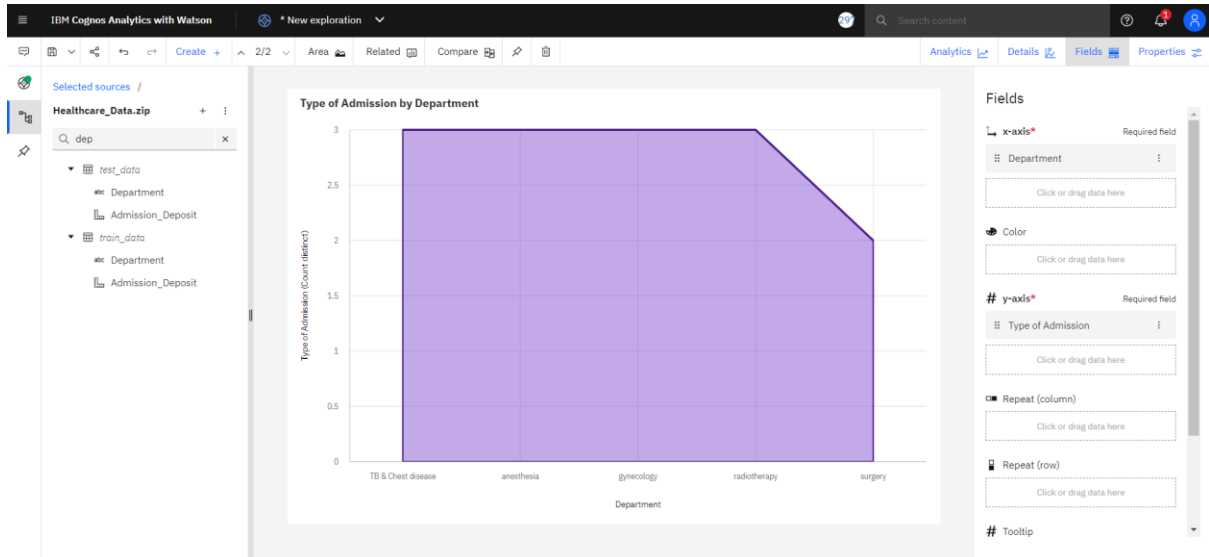 IBM Cognos Analytics with Watson
* New exploration
297
Search content
1
Create +
2/2
Area
Related
Compare
Analytics
Details
Fields
Properties
Selected sources /
Healthcare_Data.zip
dep
test_data
abc Department
Admission_Deposit
train_data
abc Department
Admission_Deposit
Type of Admission by Department
3
2.5
2
1.5
1
0.5
0
Type of Admission (Count distinct)
TB & Chest disease
anesthesia
gynecology
radiotherapy
surgery
Department
Fields
x-axis* Required field
Department
Click or drag data here
Color
Click or drag data here
# y-axis* Required field
Type of Admission
Click or drag data here
Repeat (column)
Click or drag data here
Repeat (row)
Click or drag data here
# Tooltip